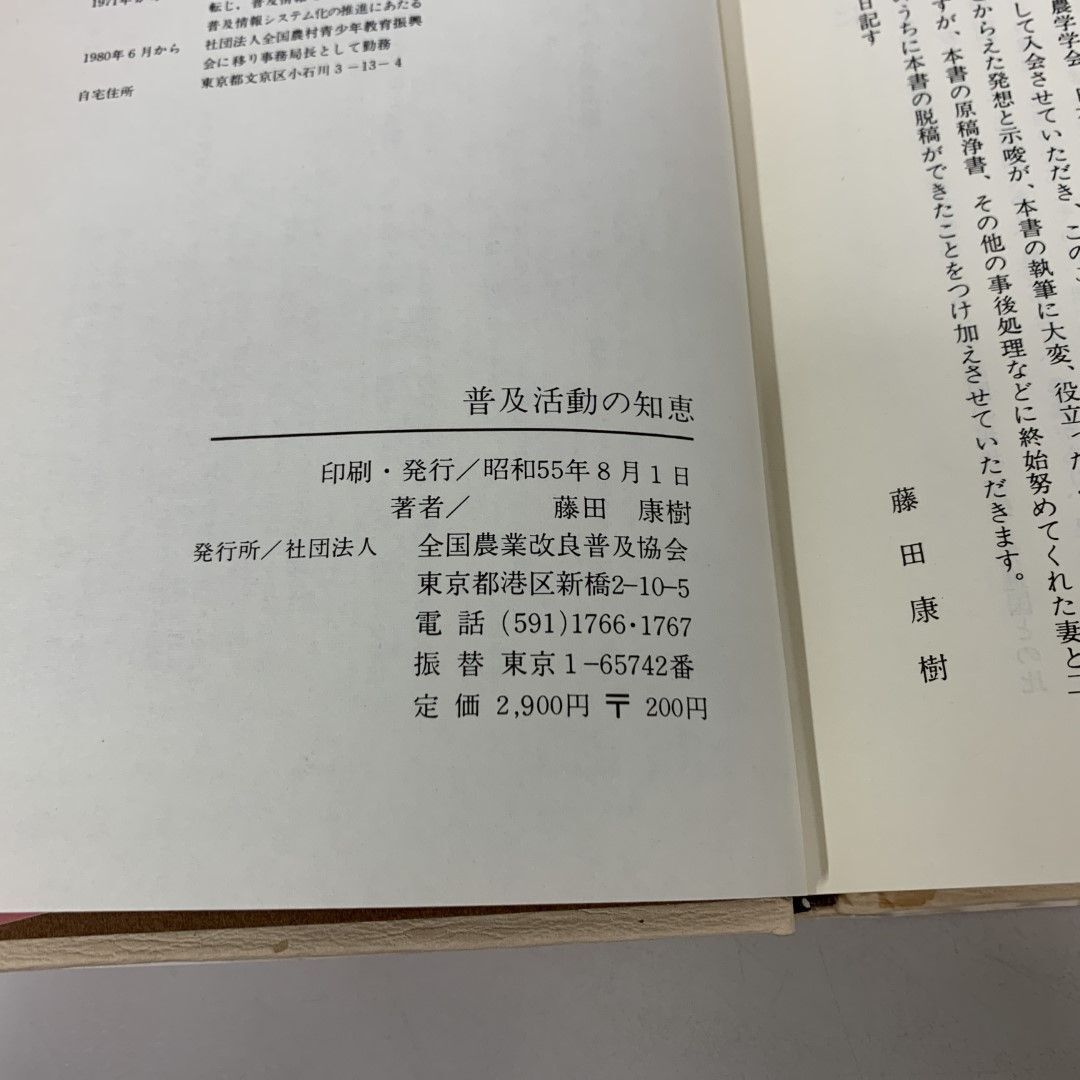 転じ，普及情報
普及情報システム化の推進にあたる
1980年6月から 社団法人全国農村青少年教育振興
会に移り事務局長として勤務
自宅住所 東京都文京区小石川3－13－4
普及活動の知恵
印刷・発行／昭和55年8月1日
著者／ 藤田 康樹
発行所／社団法人 全国農業改良普及協会
東京都港区新橋2-10-5
電話 (591)1766・1767
振替 東京1-65742番
定価 2,900円 〒 200円
農学学会
して入会させていただき、この
からえた発想と示唆が、本書の執筆に大変、役立つ
すが、本書の原稿浄書、その他の事後処理などに終始努めてくれた妻と
うちに本書の脱稿ができたことをつけ加えさせていただきます。
日記す
藤田康樹